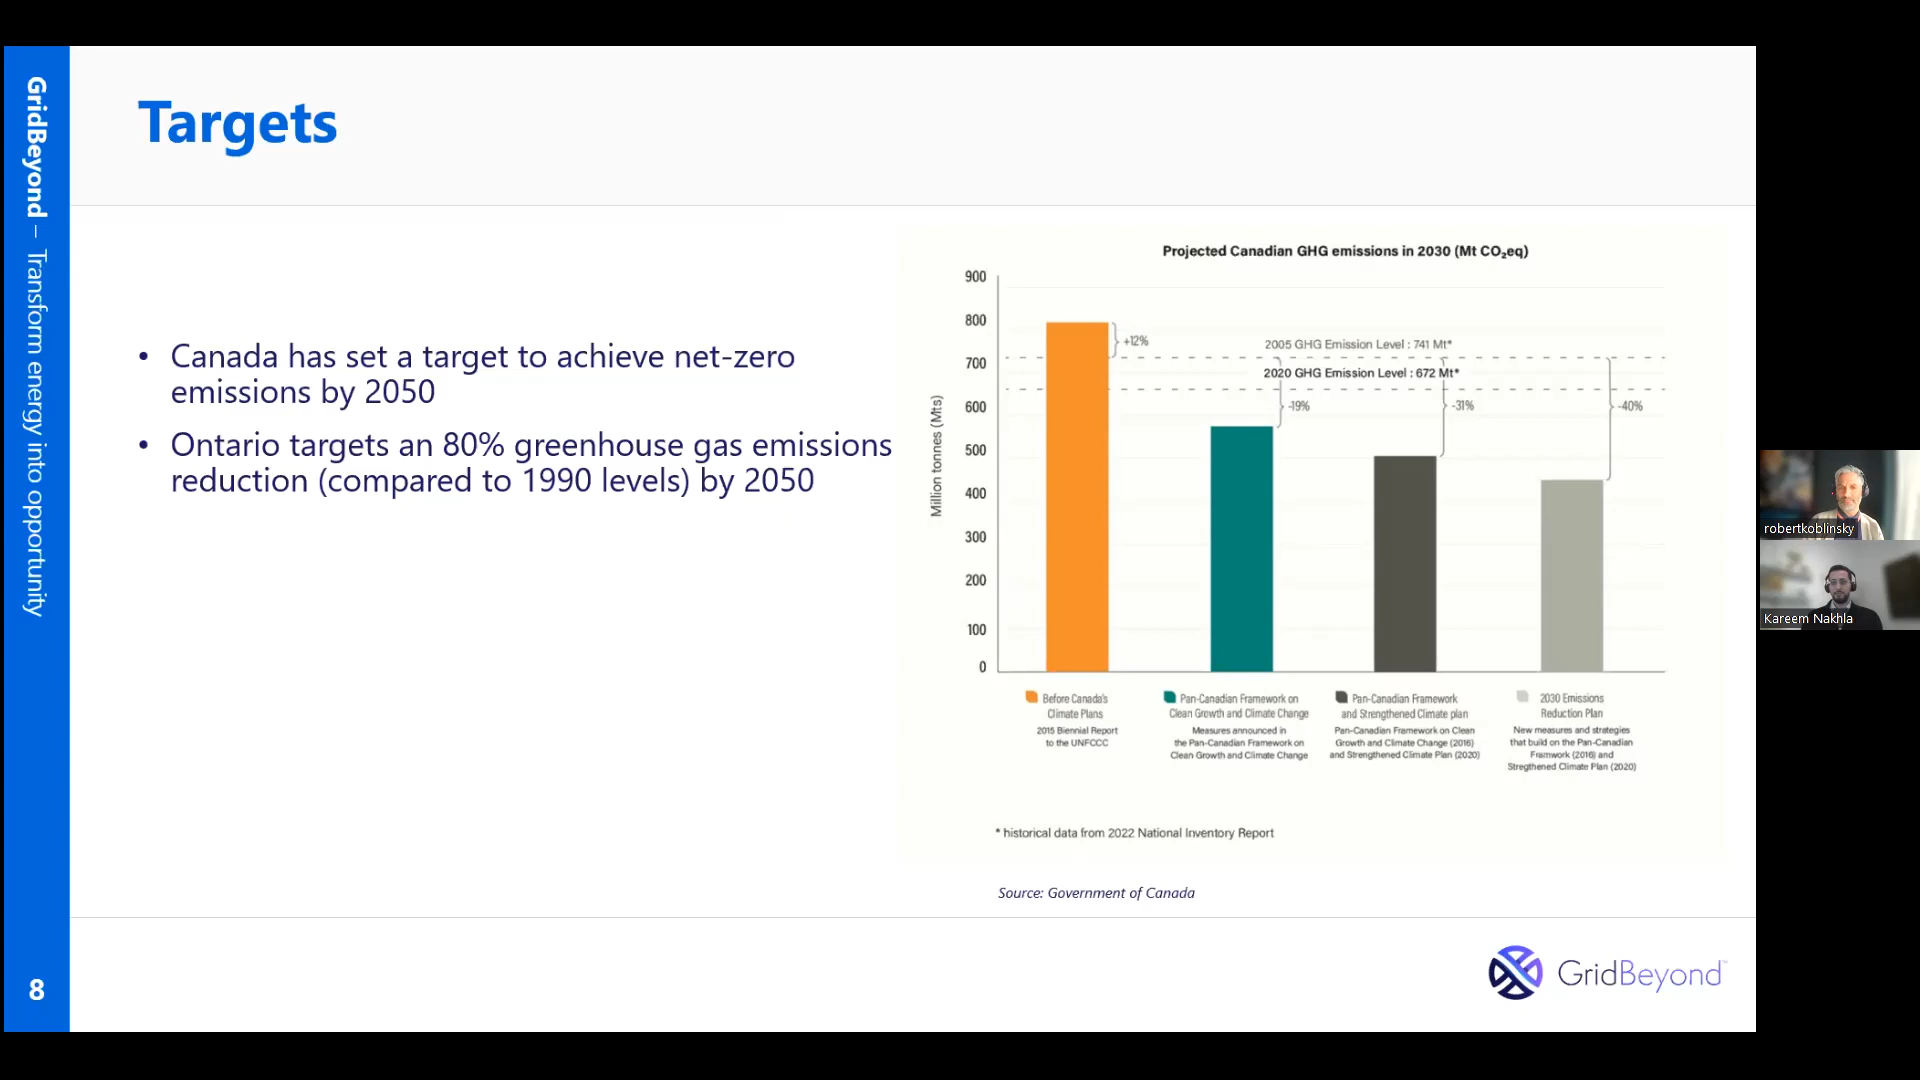 GridBeyond – Transform energy into opportunity
8
Targets
• Canada has set a target to achieve net-zero
emissions by 2050
• Ontario targets an 80% greenhouse gas emissions
reduction (compared to 1990 levels) by 2050
Projected Canadian GHG emissions in 2030 (Mt CO₂eq)
Million tonnes (Mts)
900
800
700
600
500
400
300
200
100
0
+12%
2005 GHG Emission Level : 741 Mt*
2020 GHG Emission Level : 672 Mt*
-19%
-31%
-40%
Before Canada's
Climate Plans
2015 Biennial Report
to the UNFCCC
Pan-Canadian Framework on
Clean Growth and Climate Change
Measures announced in
the Pan-Canadian Framework on
Clean Growth and Climate Change
Pan-Canadian Framework
and Strengthened Climate plan
Pan-Canadian Framework on Clean
Growth and Climate Change (2016)
and Strengthened Climate Plan (2020)
2030 Emissions
Reduction Plan
New measures and strategies
that build on the Pan-Canadian
Framwork (2016) and
Stregthened Climate Plan (2020)
* historical data from 2022 National Inventory Report
Source: Government of Canada
GridBeyond™
robertkoblinsky
Kareem Nakhla